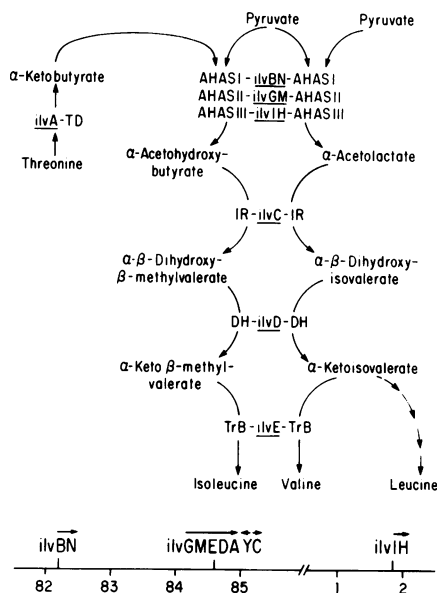 Pyruvate Pyruvate
α-Ketobutyrate
AHASI-ilvBN-AHASI
AHASII-ilvGM-AHASII
AHASIII-ilvIH-AHASIII
ilvA-TD
Threonine
α-Acetohydroxy-
butyrate
α-Acetolactate
IR-ilvC-IR
α-β-Dihydroxy-
β-methylvalerate
α-β-Dihydroxy-
isovalerate
DH-ilvD-DH
α-Keto β-methyl-
valerate
α-Ketoisovalerate
TrB-ilvE-TrB
Isoleucine Valine Leucine
ilvBN ilvGMEDAYC ilvIH
82 83 84 85 1 2